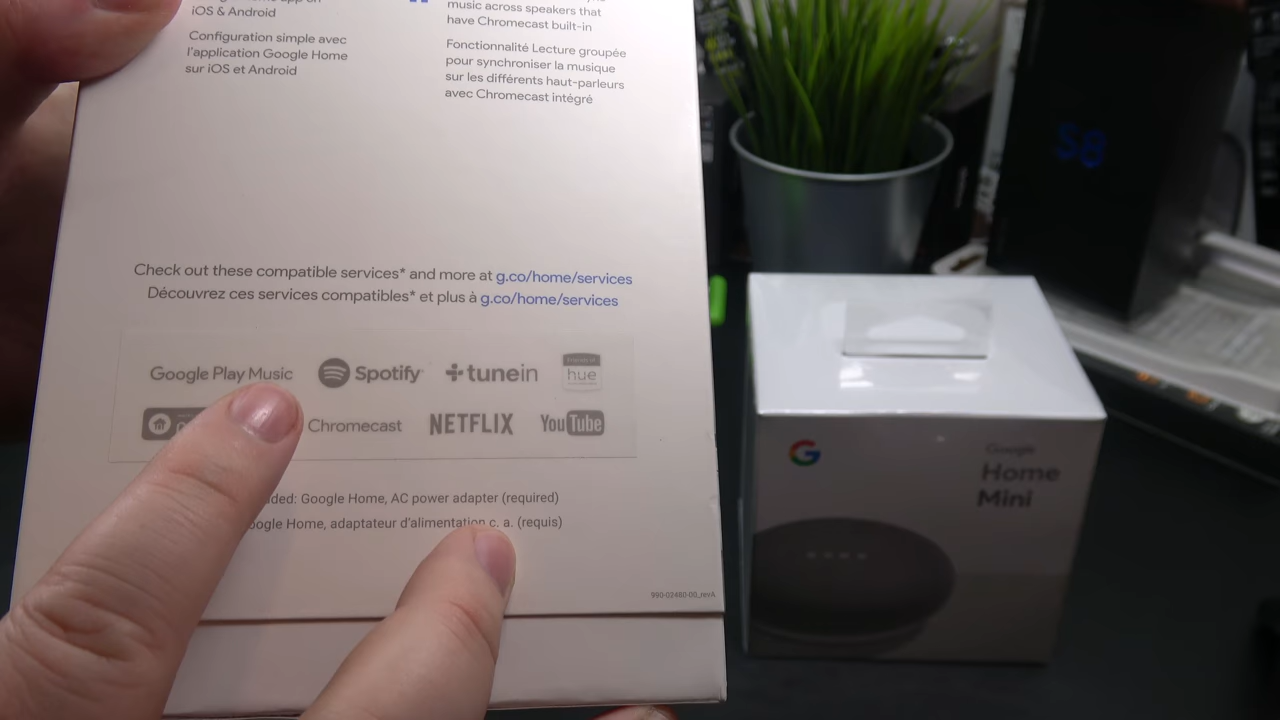 iOS & Android
Configuration simple avec
l'application Google Home
sur iOS et Android
music across speakers that
have Chromecast built-in
Fonctionnalité Lecture groupée
pour synchroniser la musique
sur les différents haut-parleurs
avec Chromecast intégré
Check out these compatible services* and more at g.co/home/services
Découvrez ces services compatibles* et plus à g.co/home/services
Google Play Music Spotify tunein hue
Chromecast NETFLIX YouTube
Google Home, AC power adapter (required)
Home, adaptateur d'alimentation c. a. (requis)
990-02480-00_revA
S8
G
Google
Home
Mini